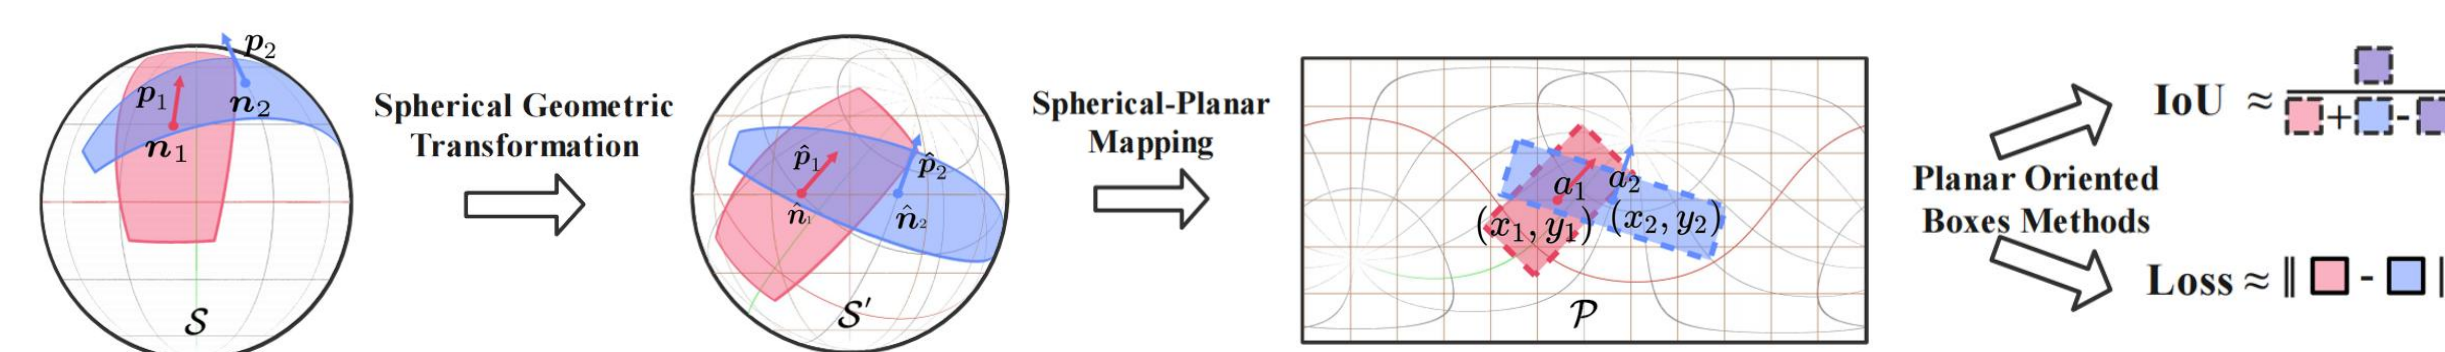 p₂
p₁
n₂
n₁
S
Spherical Geometric
Transformation
p̂₁
p̂₂
n̂₁
n̂₂
S′
Spherical-Planar
Mapping
a₁ a₂
(x₁, y₁) (x₂, y₂)
P
Planar Oriented
Boxes Methods
IoU ≈
+ -
Loss ≈ ‖ - |